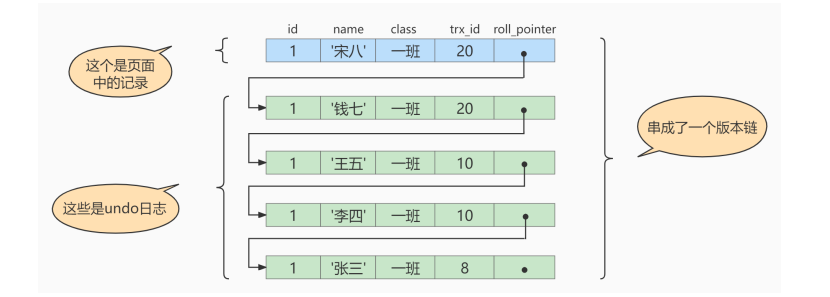 id name class trx_id roll_pointer
1 '宋八' 一班 20
这个是页面
中的记录
1 '钱七' 20 一班
串成了一个版本链
1 '王五' 一班 10
这些是undo日志
1 '李四' 一班 10
1 '张三' 一班 8